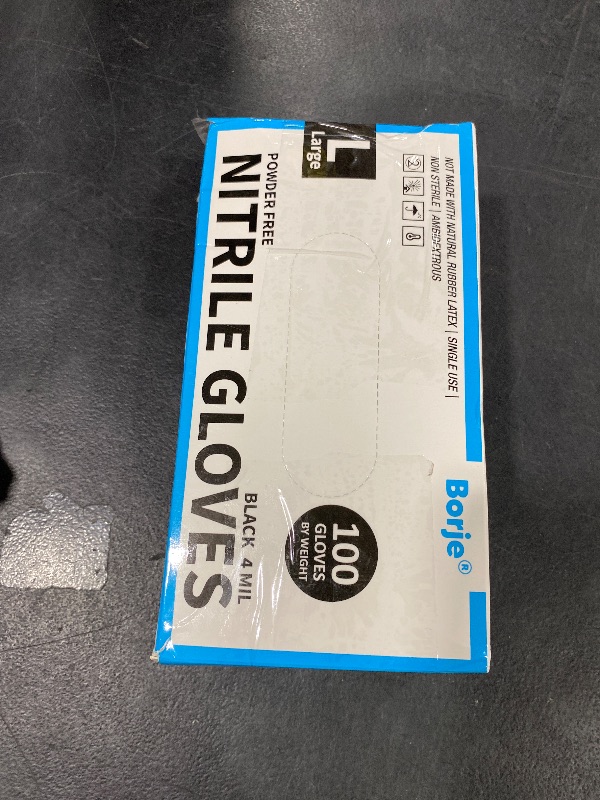 Borje®
NOT MADE WITH NATURAL RUBBER LATEX | SINGLE USE |
NON STERILE | AMBIDEXTROUS
L
Large
100
GLOVES
BY WEIGHT
POWDER FREE
BLACK 4 MIL
NITRILE GLOVES